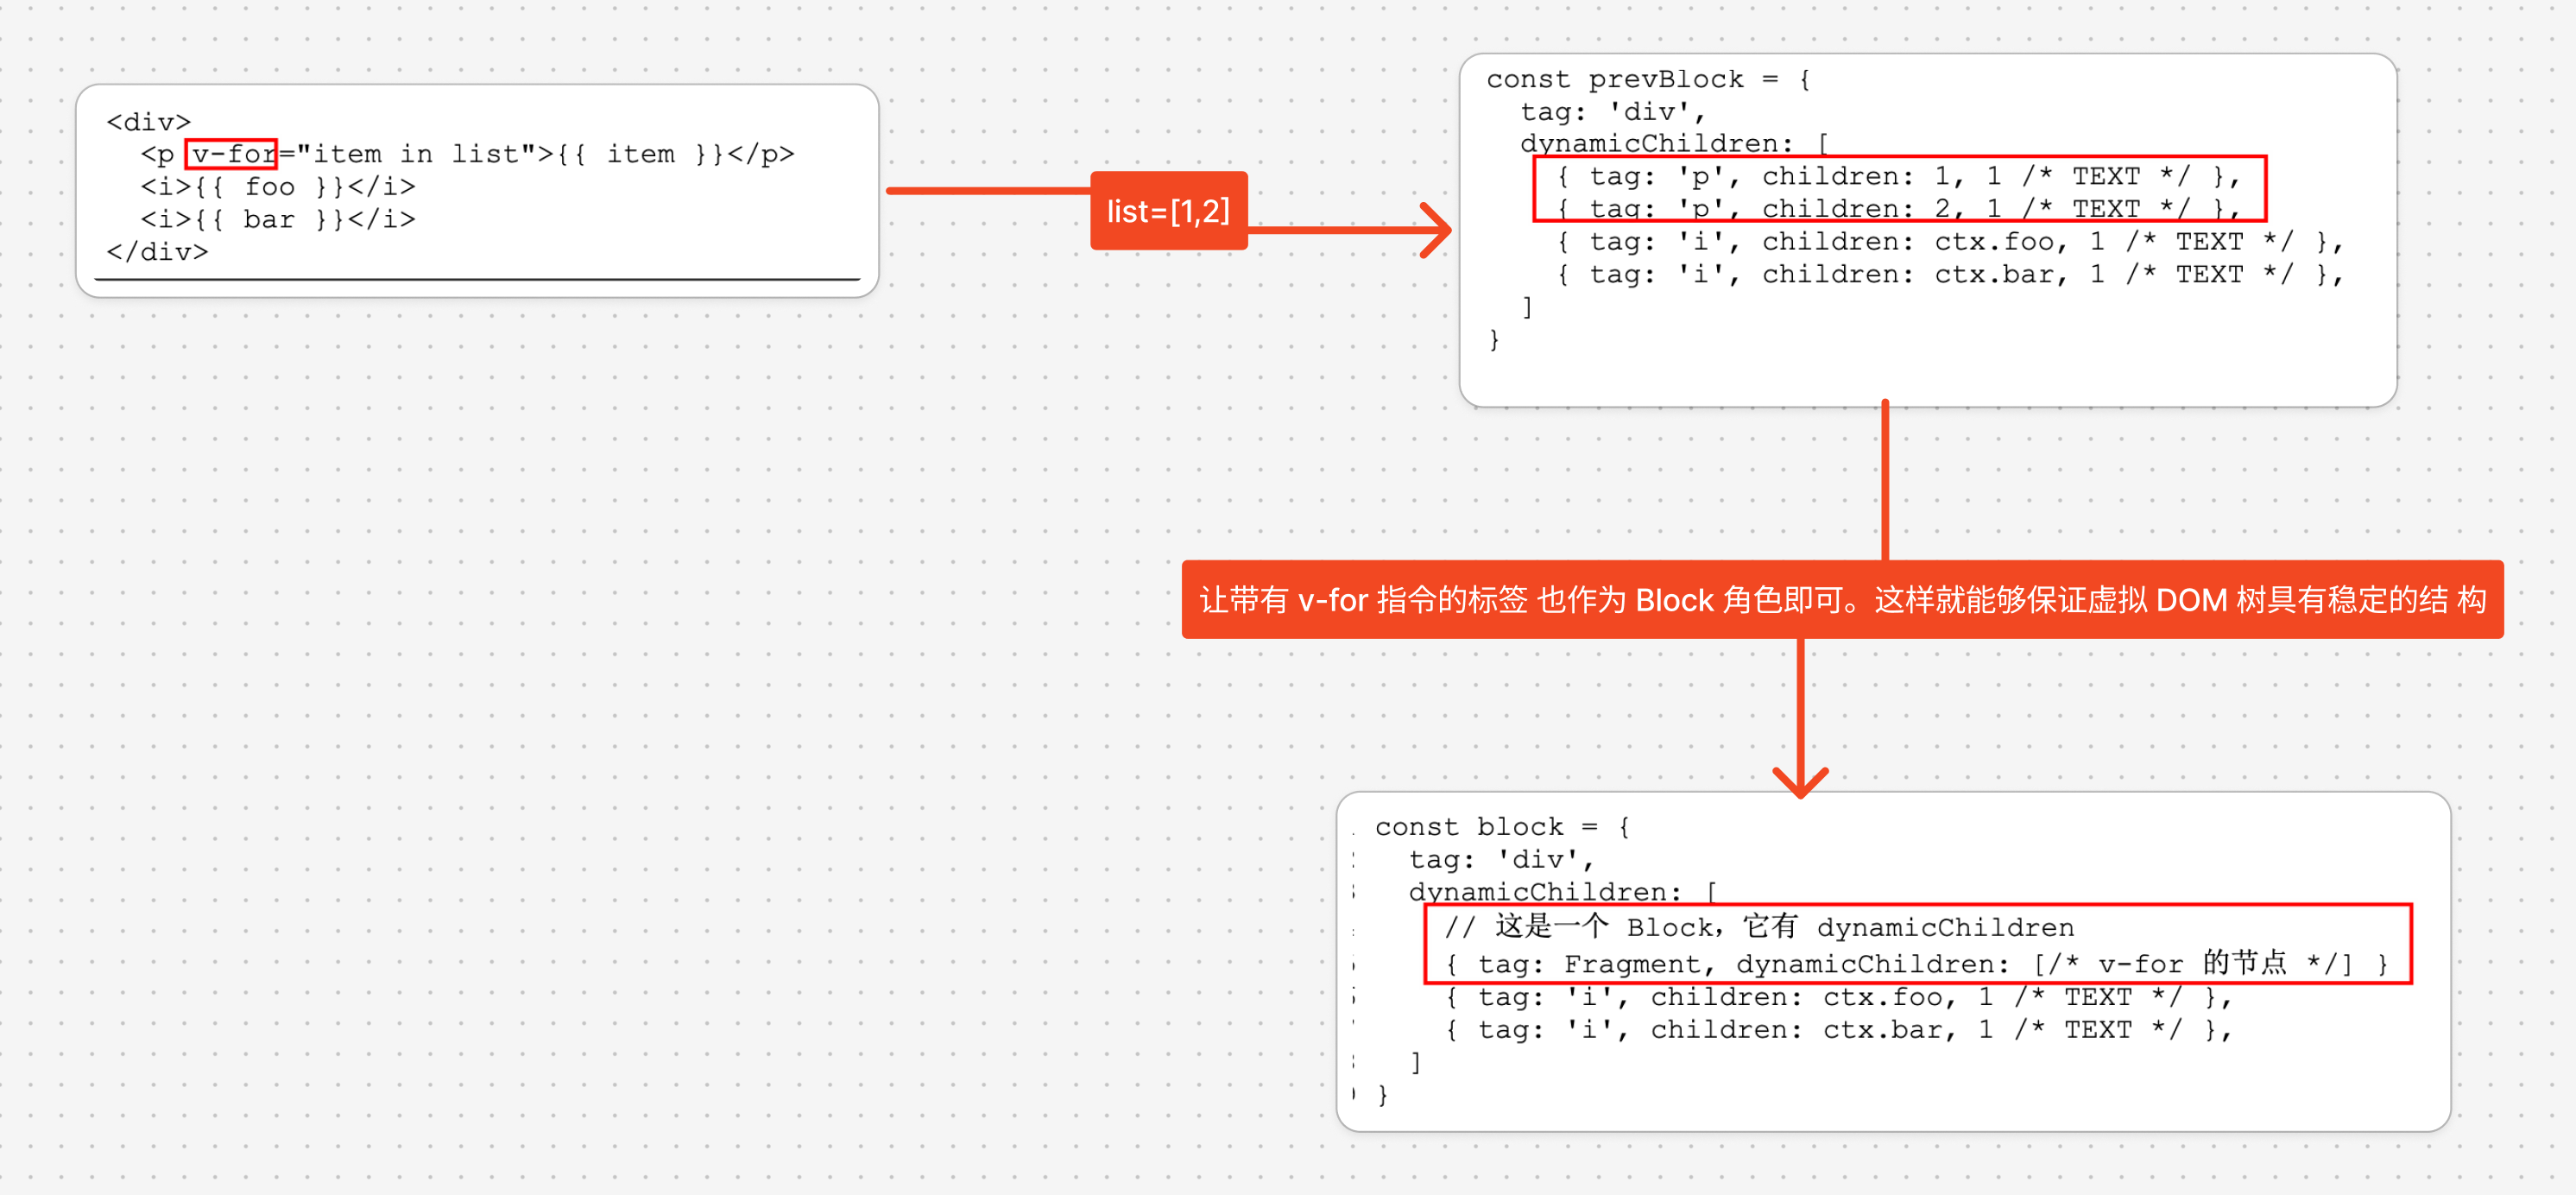 <div>
  <p v-for="item in list">{{ item }}</p>
  <i>{{ foo }}</i>
  <i>{{ bar }}</i>
</div>
list=[1,2]
const prevBlock = {
  tag: 'div',
  dynamicChildren: [
    { tag: 'p', children: 1, 1 /* TEXT */ },
    { tag: 'p', children: 2, 1 /* TEXT */ },
    { tag: 'i', children: ctx.foo, 1 /* TEXT */ },
    { tag: 'i', children: ctx.bar, 1 /* TEXT */ },
  ]
}
让带有 v-for 指令的标签 也作为 Block 角色即可。这样就能够保证虚拟 DOM 树具有稳定的结 构
const block = {
  tag: 'div',
  dynamicChildren: [
    // 这是一个 Block，它有 dynamicChildren
    { tag: Fragment, dynamicChildren: [/* v-for 的节点 */] }
    { tag: 'i', children: ctx.foo, 1 /* TEXT */ },
    { tag: 'i', children: ctx.bar, 1 /* TEXT */ },
  ]
}